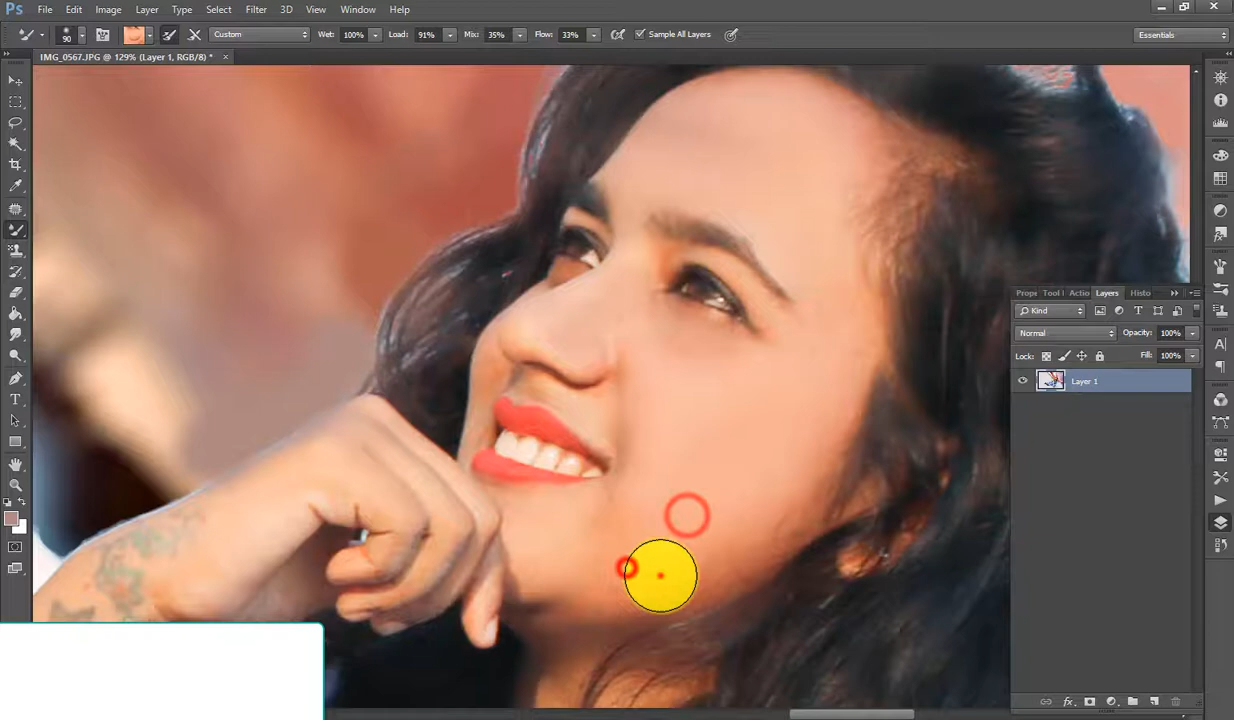 Ps File Edit Image Layer Type Select Filter 3D View Window Help
90 Custom Wet: 100% Load: 91% Mix: 35% Flow: 33% Sample All Layers Essentials
IMG_0567.JPG @ 129% (Layer 1, RGB/8) * ×
Prope Tool I Actio Layers Histo
Kind
Normal Opacity: 100%
Lock: Fill: 100%
Layer 1